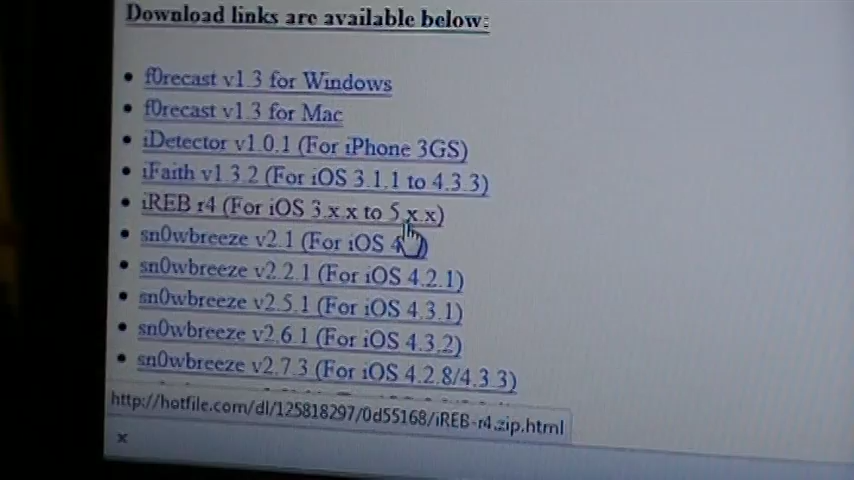 Download links are available below:
f0recast v1.3 for Windows
f0recast v1.3 for Mac
iDetector v1.0.1 (For iPhone 3GS)
iFaith v1.3.2 (For iOS 3.1.1 to 4.3.3)
iREB r4 (For iOS 3.x.x to 5.x.x)
sn0wbreeze v2.1 (For iOS 4
sn0wbreeze v2.2.1 (For iOS 4.2.1)
sn0wbreeze v2.5.1 (For iOS 4.3.1)
sn0wbreeze v2.6.1 (For iOS 4.3.2)
sn0wbreeze v2.7.3 (For iOS 4.2.8/4.3.3)
http://hotfile.com/dl/125818297/0d55168/iREB-r4.zip.html
x